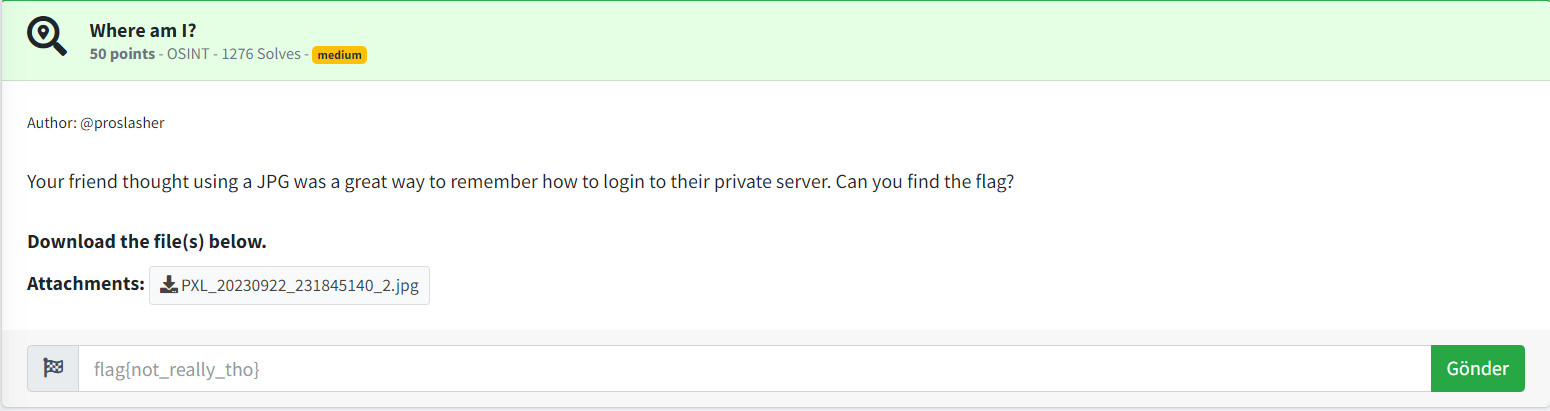 Where am I?
50 points - OSINT - 1276 Solves - medium
Author: @proslasher
Your friend thought using a JPG was a great way to remember how to login to their private server. Can you find the flag?
Download the file(s) below.
Attachments: PXL_20230922_231845140_2.jpg
flag{not_really_tho} Gönder